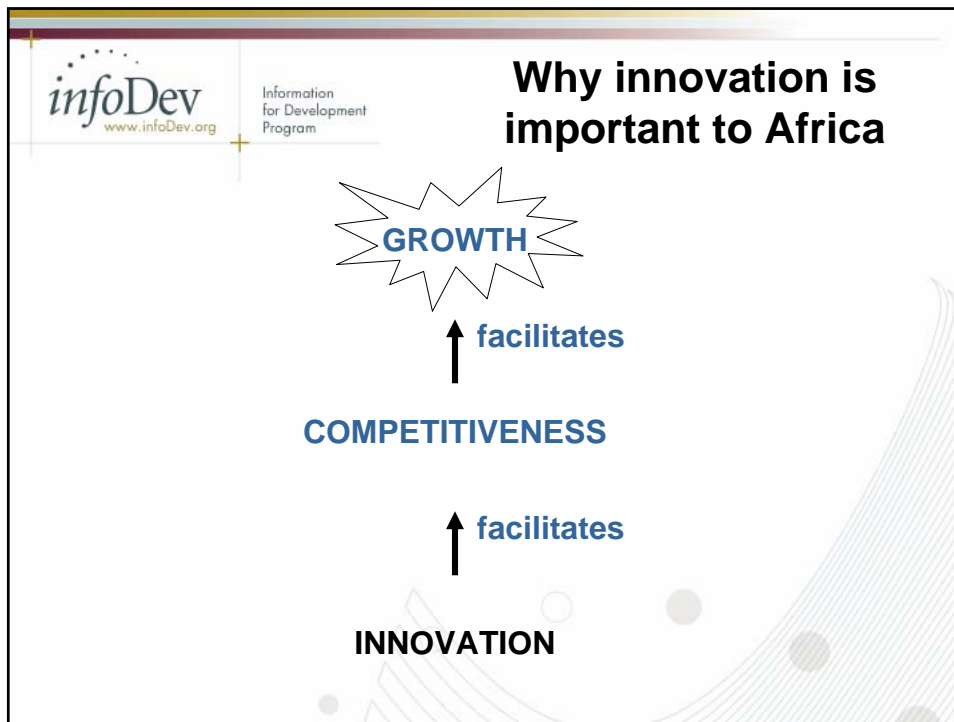 infoDev
www.infoDev.org
Information
for Development
Program
Why innovation is
important to Africa
GROWTH
facilitates
COMPETITIVENESS
facilitates
INNOVATION